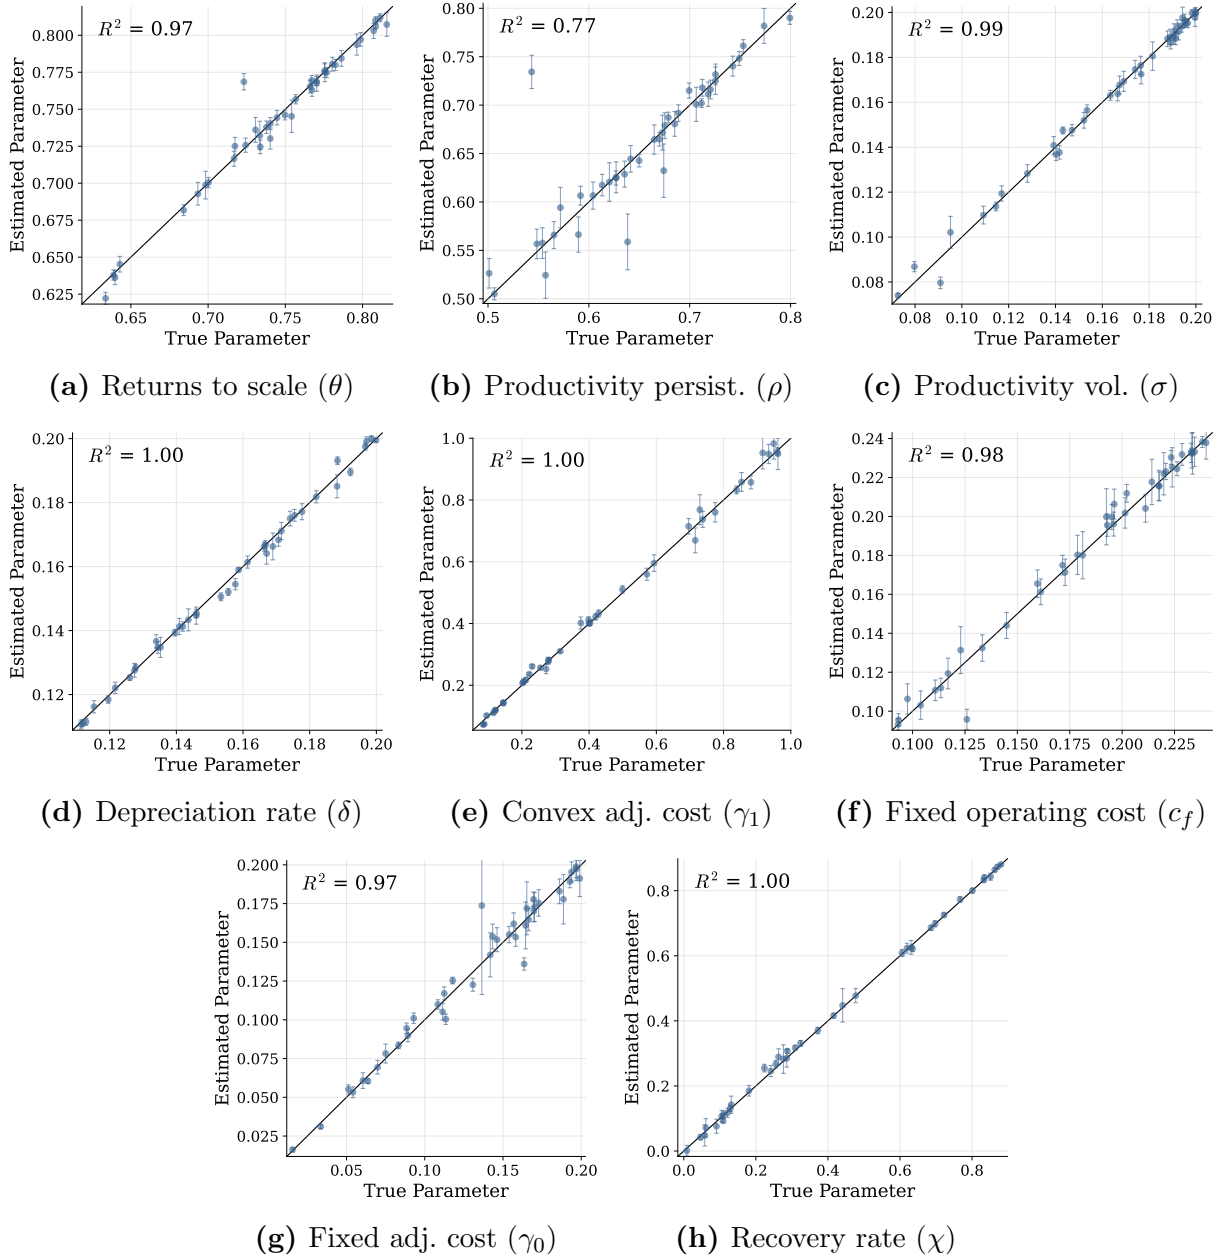 R² = 0.97
0.800
0.775
0.750
0.725
0.700
0.675
0.650
0.625
0.65 0.70 0.75 0.80
Estimated Parameter
True Parameter
(a) Returns to scale (θ)
R² = 0.77
0.80
0.75
0.70
0.65
0.60
0.55
0.50
0.5 0.6 0.7 0.8
Estimated Parameter
True Parameter
(b) Productivity persist. (ρ)
R² = 0.99
0.20
0.18
0.16
0.14
0.12
0.10
0.08
0.08 0.10 0.12 0.14 0.16 0.18 0.20
Estimated Parameter
True Parameter
(c) Productivity vol. (σ)
R² = 1.00
0.20
0.18
0.16
0.14
0.12
0.12 0.14 0.16 0.18 0.20
Estimated Parameter
True Parameter
(d) Depreciation rate (δ)
R² = 1.00
1.0
0.8
0.6
0.4
0.2
0.2 0.4 0.6 0.8 1.0
Estimated Parameter
True Parameter
(e) Convex adj. cost (γ₁)
R² = 0.98
0.24
0.22
0.20
0.18
0.16
0.14
0.12
0.10
0.100 0.125 0.150 0.175 0.200 0.225
Estimated Parameter
True Parameter
(f) Fixed operating cost (c_f)
R² = 0.97
0.200
0.175
0.150
0.125
0.100
0.075
0.050
0.025
0.05 0.10 0.15 0.20
Estimated Parameter
True Parameter
(g) Fixed adj. cost (γ₀)
R² = 1.00
0.8
0.6
0.4
0.2
0.0
0.0 0.2 0.4 0.6 0.8
Estimated Parameter
True Parameter
(h) Recovery rate (χ)